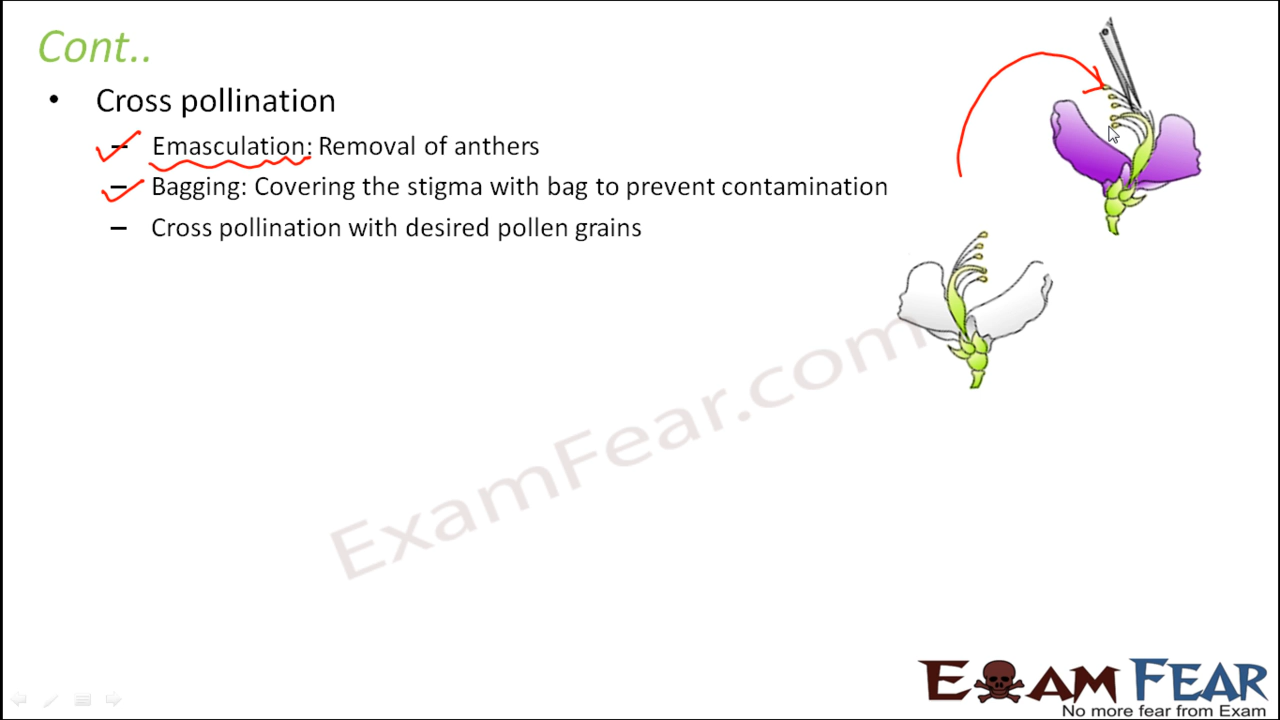 Cont..
• Cross pollination
– Emasculation: Removal of anthers
– Bagging: Covering the stigma with bag to prevent contamination
– Cross pollination with desired pollen grains
ExamFear.com
EXAM FEAR
No more fear from Exam